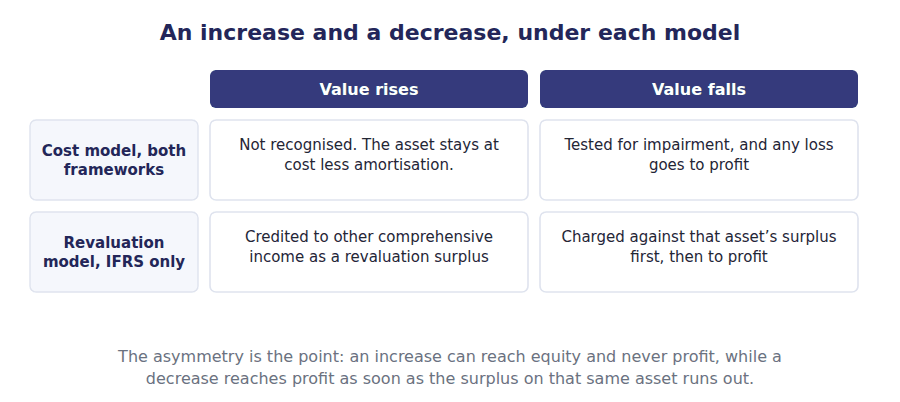 An increase and a decrease, under each model
Value rises
Value falls
Cost model, both
frameworks
Not recognised. The asset stays at
cost less amortisation.
Tested for impairment, and any loss
goes to profit
Revaluation
model, IFRS only
Credited to other comprehensive
income as a revaluation surplus
Charged against that asset’s surplus
first, then to profit
The asymmetry is the point: an increase can reach equity and never profit, while a
decrease reaches profit as soon as the surplus on that same asset runs out.